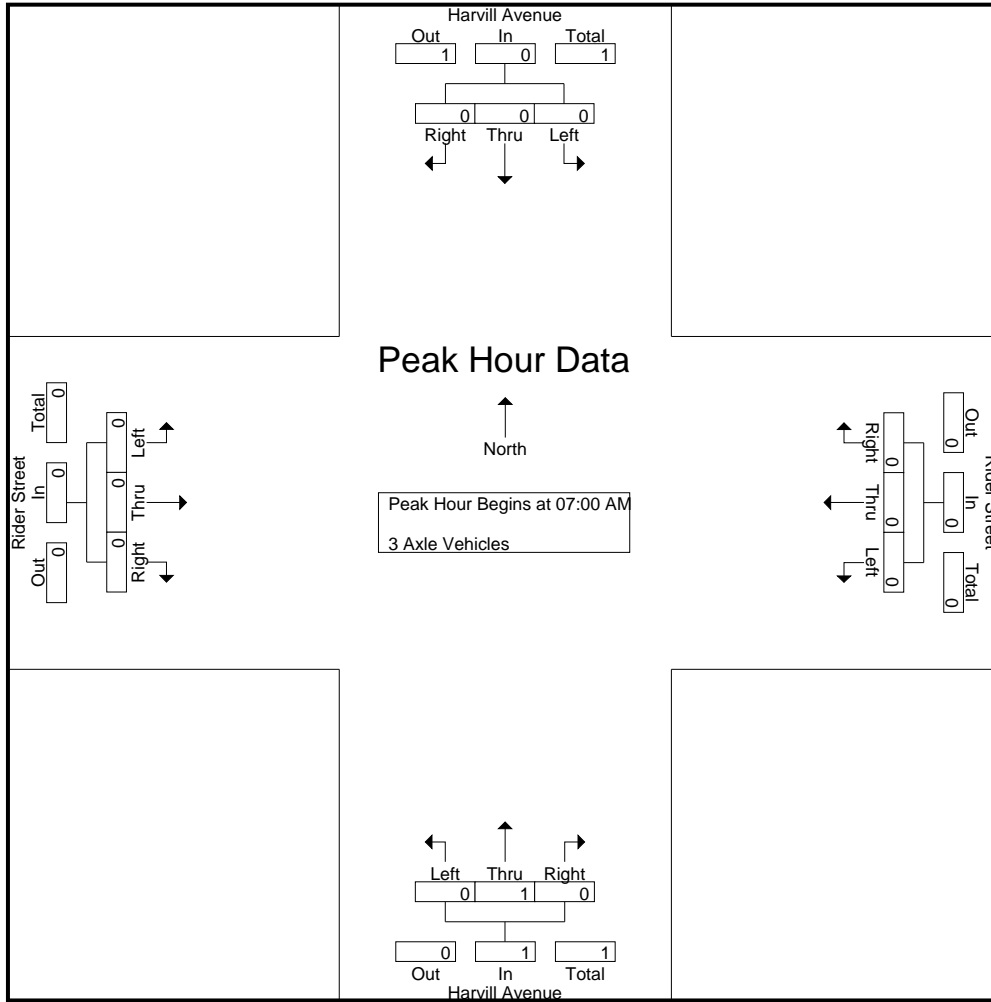 Harvill Avenue
Out In Total
1 0 1
0 0 0
Right Thru Left
Peak Hour Data
North
Peak Hour Begins at 07:00 AM
3 Axle Vehicles
Rider Street
Out In Total
0 0 0
Right Thru Left
0 0 0
Rider Street
Out In Total
0 0 0
Right Thru Left
0 0 0
Left Thru Right
0 1 0
0 1 1
Out In Total
Harvill Avenue